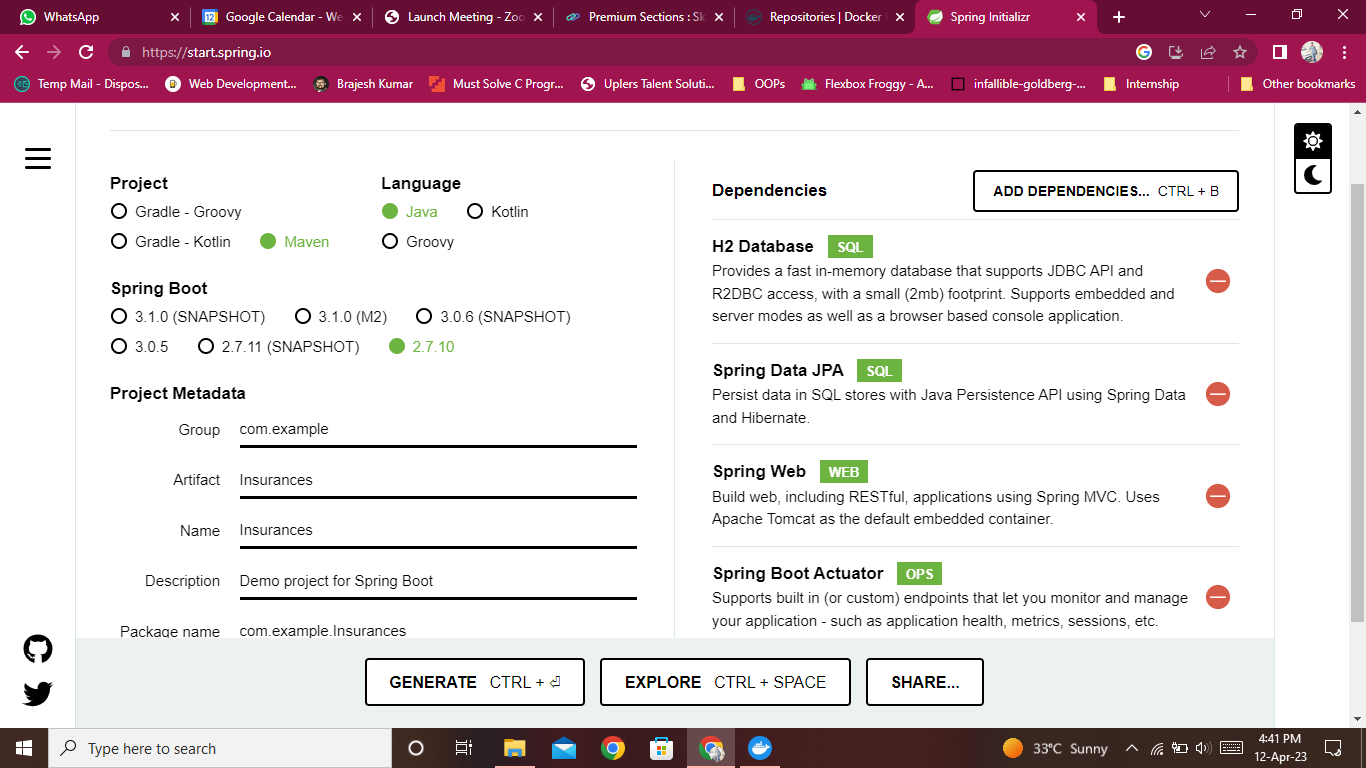 WhatsApp
Google Calendar - We
Launch Meeting - Zoo
Premium Sections : Sk
Repositories | Docker
Spring Initializr
https://start.spring.io
Temp Mail - Dispos...
Web Development...
Brajesh Kumar
Must Solve C Progr...
Uplers Talent Soluti...
OOPs
Flexbox Froggy - A...
infallible-goldberg-...
Internship
Other bookmarks
Project
Gradle - Groovy
Gradle - Kotlin Maven
Language
Java Kotlin
Groovy
Spring Boot
3.1.0 (SNAPSHOT) 3.1.0 (M2) 3.0.6 (SNAPSHOT)
3.0.5 2.7.11 (SNAPSHOT) 2.7.10
Project Metadata
Group com.example
Artifact Insurances
Name Insurances
Description Demo project for Spring Boot
Package name com.example.Insurances
Dependencies
ADD DEPENDENCIES... CTRL + B
H2 Database SQL
Provides a fast in-memory database that supports JDBC API and
R2DBC access, with a small (2mb) footprint. Supports embedded and
server modes as well as a browser based console application.
Spring Data JPA SQL
Persist data in SQL stores with Java Persistence API using Spring Data
and Hibernate.
Spring Web WEB
Build web, including RESTful, applications using Spring MVC. Uses
Apache Tomcat as the default embedded container.
Spring Boot Actuator OPS
Supports built in (or custom) endpoints that let you monitor and manage
your application - such as application health, metrics, sessions, etc.
GENERATE CTRL + ⏎
EXPLORE CTRL + SPACE
SHARE...
Type here to search
33°C Sunny
4:41 PM
12-Apr-23